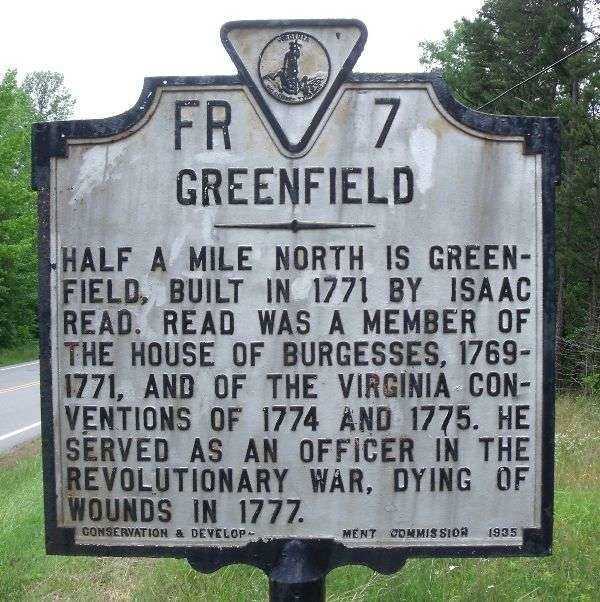 VIRGINIA
FR 7
GREENFIELD
HALF A MILE NORTH IS GREEN-
FIELD, BUILT IN 1771 BY ISAAC
READ. READ WAS A MEMBER OF
THE HOUSE OF BURGESSES, 1769-
1771, AND OF THE VIRGINIA CON-
VENTIONS OF 1774 AND 1775. HE
SERVED AS AN OFFICER IN THE
REVOLUTIONARY WAR, DYING OF
WOUNDS IN 1777.
CONSERVATION & DEVELOP- MENT COMMISSION 1935